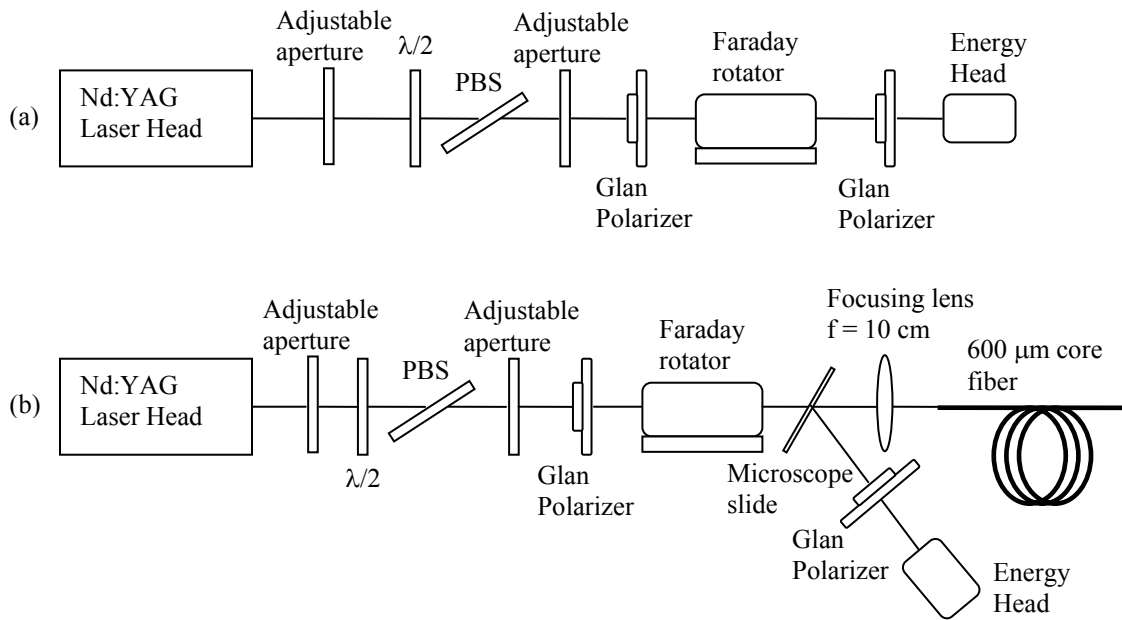 (a)
Nd:YAG
Laser Head
Adjustable
aperture
λ/2
PBS
Adjustable
aperture
Glan
Polarizer
Faraday
rotator
Glan
Polarizer
Energy
Head
(b)
Nd:YAG
Laser Head
Adjustable
aperture
λ/2
PBS
Adjustable
aperture
Glan
Polarizer
Faraday
rotator
Microscope
slide
Focusing lens
f = 10 cm
600 μm core
fiber
Glan
Polarizer
Energy
Head